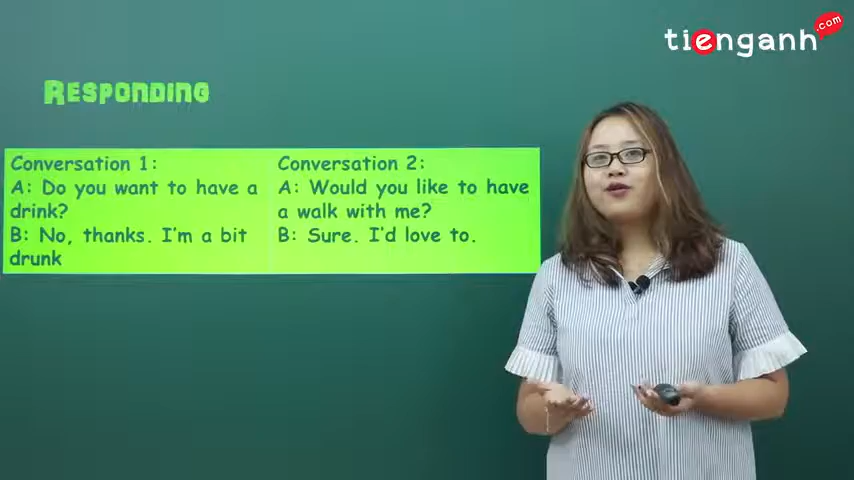 tienganh.com
Responding
Conversation 1:
A: Do you want to have a
drink?
B: No, thanks. I'm a bit
drunk
Conversation 2:
A: Would you like to have
a walk with me?
B: Sure. I'd love to.